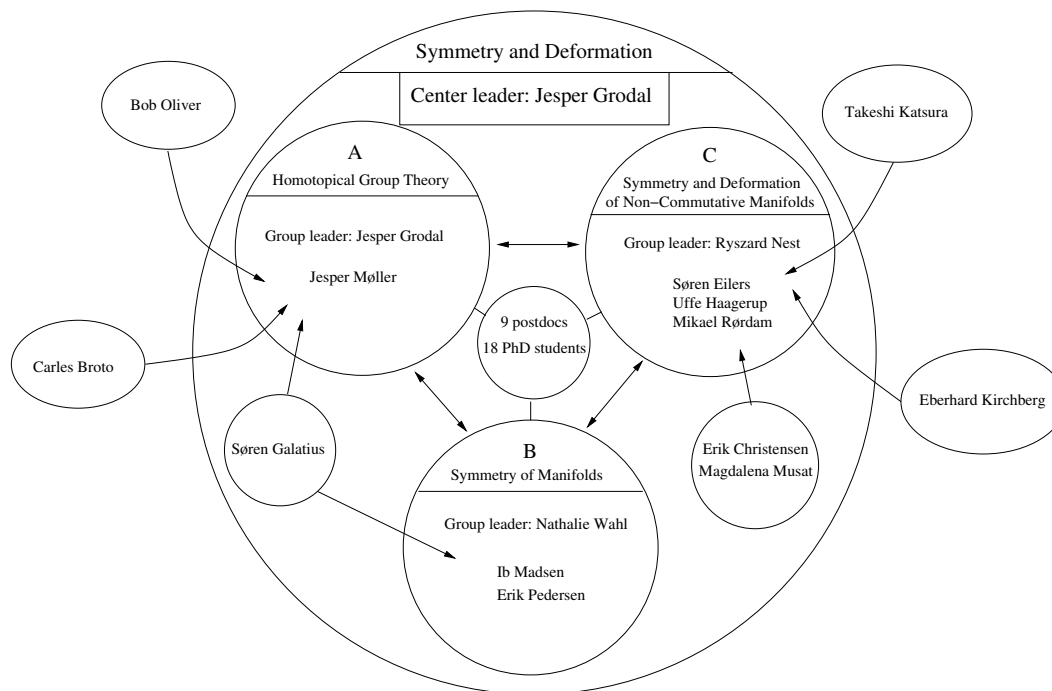 Symmetry and Deformation
Center leader: Jesper Grodal
Bob Oliver
Takeshi Katsura
A
Homotopical Group Theory
Group leader: Jesper Grodal
Jesper Møller
C
Symmetry and Deformation
of Non−Commutative Manifolds
Group leader: Ryszard Nest
Søren Eilers
Uffe Haagerup
Mikael Rørdam
9 postdocs
18 PhD students
Carles Broto
Eberhard Kirchberg
Søren Galatius
Erik Christensen
Magdalena Musat
B
Symmetry of Manifolds
Group leader: Nathalie Wahl
Ib Madsen
Erik Pedersen